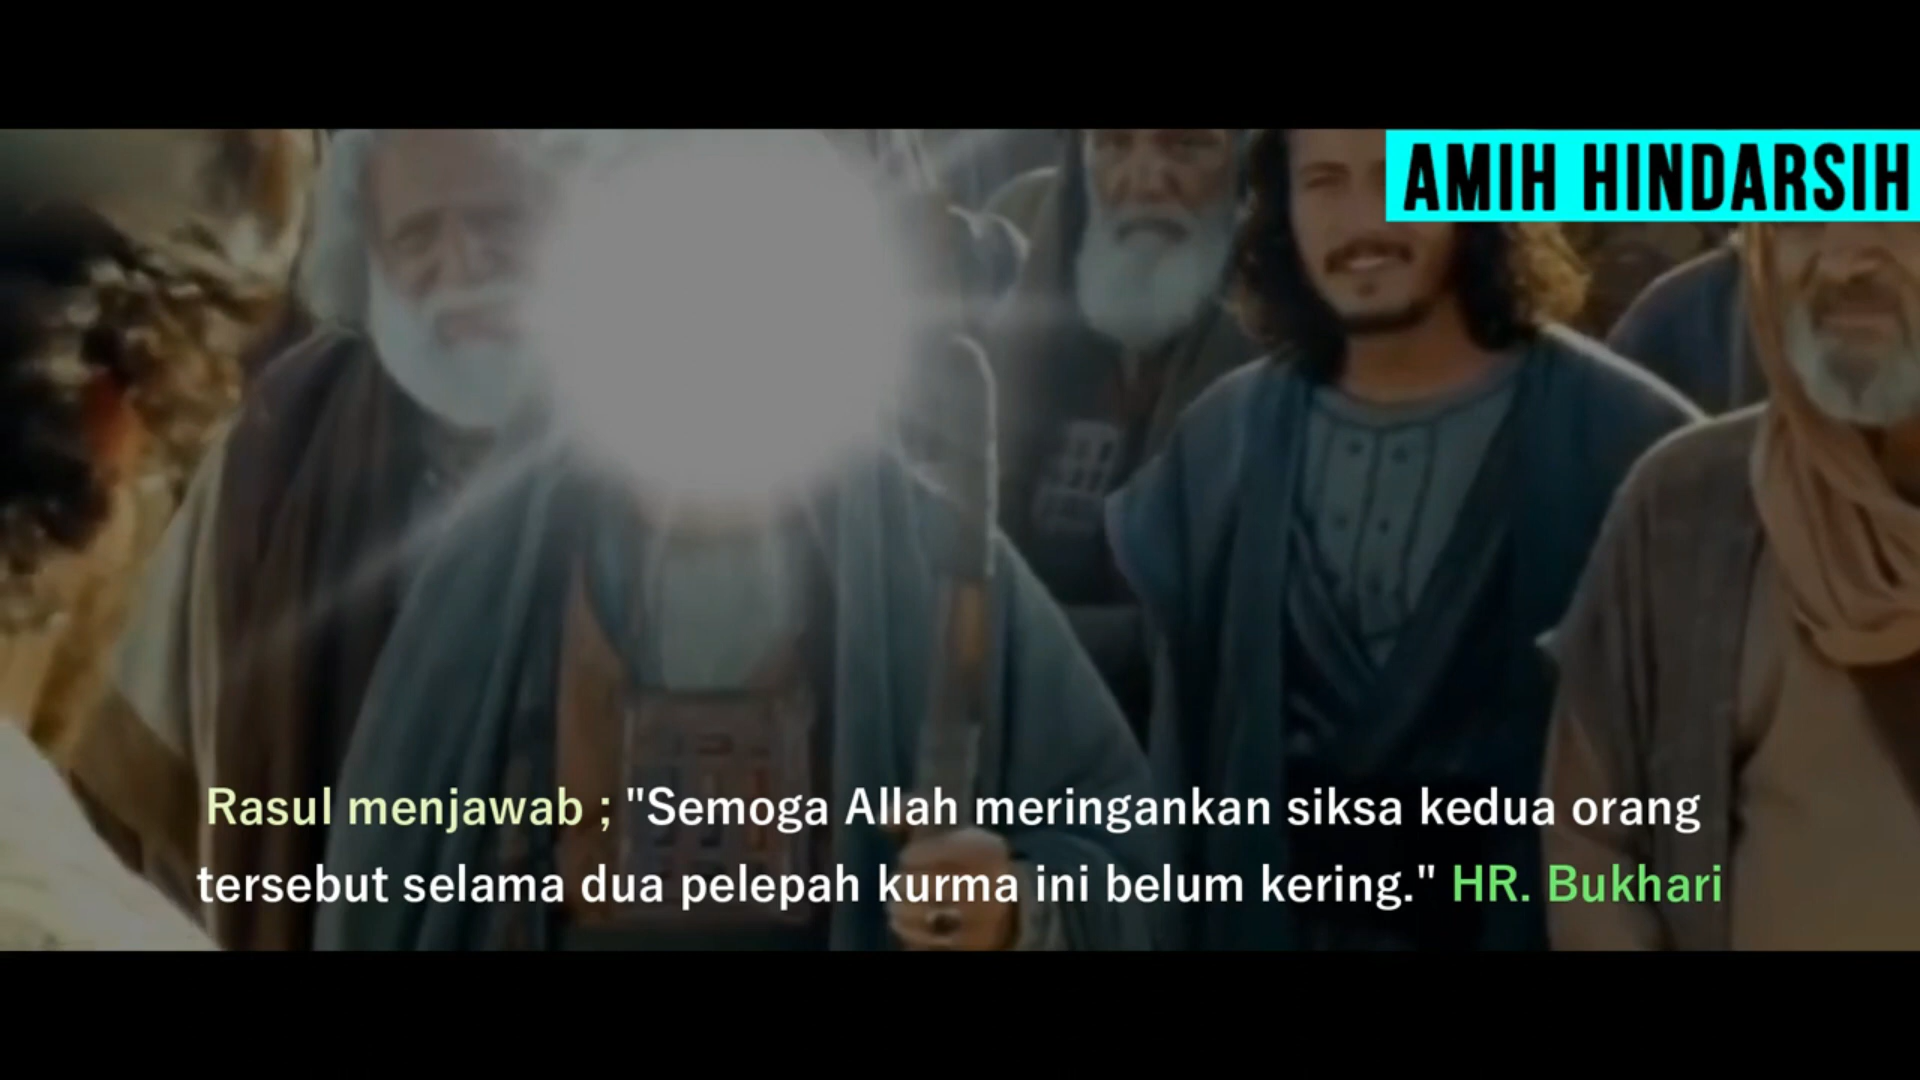 AMIH HINDARSIH
Rasul menjawab ; "Semoga Allah meringankan siksa kedua orang
tersebut selama dua pelepah kurma ini belum kering." HR. Bukhari